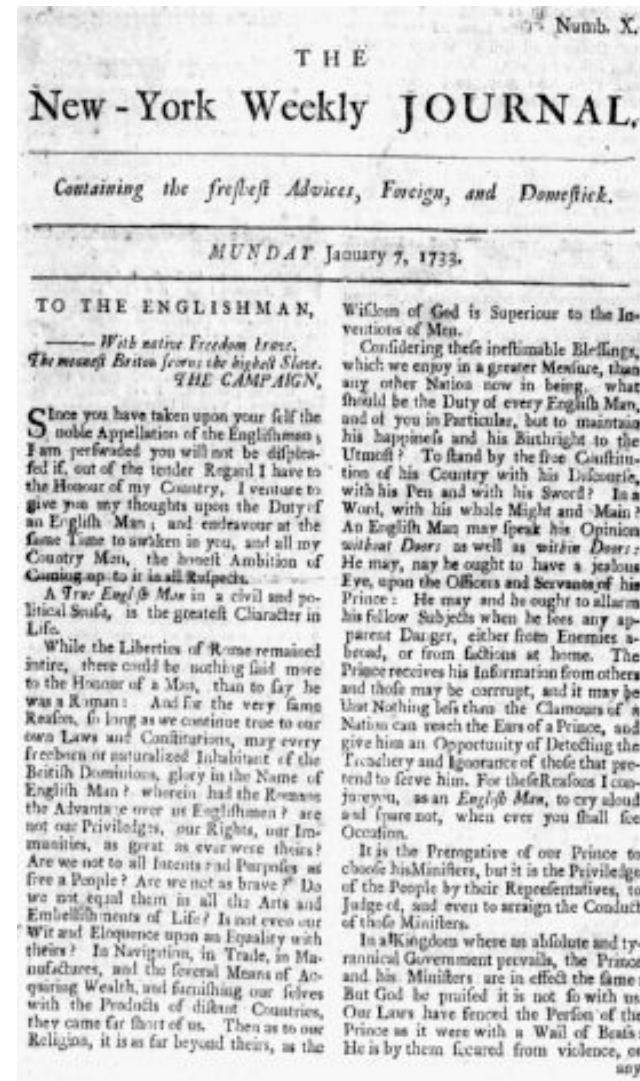 Numb. X.
THE
New-York Weekly JOURNAL.
Containing the freſheſt Advices, Foreign, and Domeſtick.
MUNDAY January 7, 1733.
TO THE ENGLISHMAN,
—— With native Freedom brave,
The meaneſt Briton ſcorns the higheſt Slave.
THE CAMPAIGN.
SInce you have taken upon your ſelf the
noble Appellation of the Engliſhman;
I am perſwaded you will not be diſplea-
ſed if, out of the tender Regard I have to
the Honour of my Country, I venture to
give you my thoughts upon the Duty of
an Engliſh Man; and endeavour at the
ſame Time to awaken in you, and all my
Country Men, the honeſt Ambition of
Coming up to it in all Reſpects.
A True Engliſh Man in a civil and po-
litical Senſe, is the greateſt Character in
Life.
While the Liberties of Rome remained
intire, there could be nothing ſaid more
to the Honour of a Man, than to ſay he
was a Roman: And for the very ſame
Reaſon, ſo long as we continue true to our
own Laws and Conſtitutions, may every
freeborn or naturalized Inhabitant of the
Britiſh Dominions, glory in the Name of
Engliſh Man? wherein had the Romans
the Advantage over us Engliſhmen? are
not our Priviledges, our Rights, our Im-
munities, as great as ever were theirs?
Are we not to all Intents and Purpoſes as
free a People? Are we not as brave? Do
we not equal them in all the Arts and
Embelliſhments of Life? Is not even our
Wit and Eloquence upon an Equality with
theirs? In Navigation, in Trade, in Ma-
nufactures, and the ſeveral Means of Ac-
quiring Wealth, and furniſhing our ſelves
with the Products of diſtant Countries,
they came far ſhort of us. Then as to our
Religion, it is as far beyond theirs, as the
Wiſdom of God is Superiour to the In-
ventions of Men.
Conſidering theſe ineſtimable Bleſſings,
which we enjoy in a greater Meaſure, than
any other Nation now in being, what
ſhould be the Duty of every Engliſh Man,
and of you in Particular, but to maintain
his happineſs and his Birthright to the
Utmoſt? To ſtand by the free Conſtitu-
tion of his Country with his Diſcourſe,
with his Pen and with his Sword? In a
Word, with his whole Might and Main?
An Engliſh Man may ſpeak his Opinion
without Doors as well as within Doors:
He may, nay he ought to have a jealous
Eye, upon the Officers and Servants of his
Prince: He may and he ought to allarm
his fellow Subjects when he ſees any ap-
parent Danger, either from Enemies a-
broad, or from factions at home. The
Prince receives his Information from others
and thoſe may be corrrupt, and it may be
that Nothing leſs than the Clamours of a
Nation can reach the Ears of a Prince, and
give him an Opportunity of Detecting the
Treachery and Ignorance of thoſe that pre-
tend to ſerve him. For theſe Reaſons I con-
jure you, as an Engliſh Man, to cry aloud
and ſpare not, when ever you ſhall ſee
Occaſion.
It is the Prerogative of our Prince to
chooſe his Miniſters, but it is the Priviledge
of the People by their Repreſentatives, to
Judge of, and even to arraign the Conduct
of thoſe Miniſters.
In a Kingdom where an abſolute and ty-
rannical Government prevails, the Prince
and his Miniſters are in effect the ſame:
But God be praiſed it is not ſo with us
Our Laws have fenced the Perſon of the
Prince as it were with a Wall of Braſs:
He is by them ſecured from violence, or
any